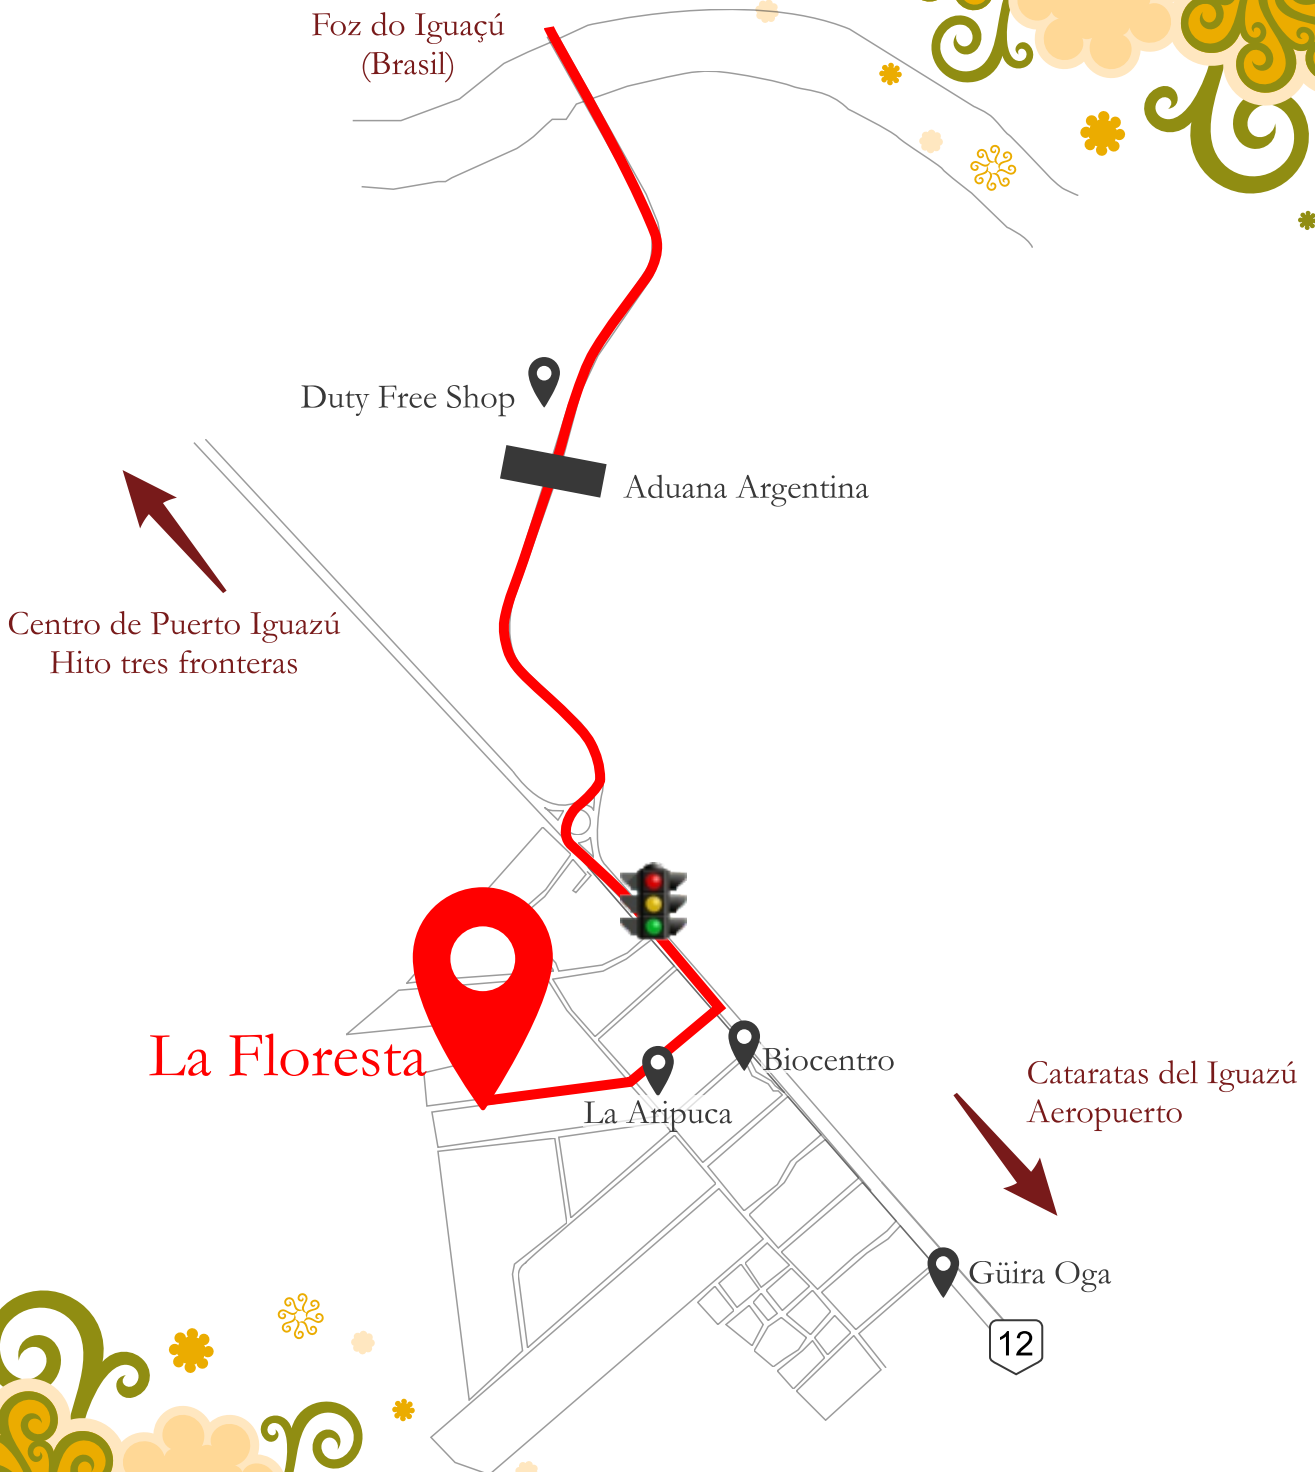 Foz do Iguaçú
(Brasil)
Duty Free Shop
Aduana Argentina
Centro de Puerto Iguazú
Hito tres fronteras
La Floresta
Biocentro
La Aripuca
Cataratas del Iguazú
Aeropuerto
Güira Oga
12